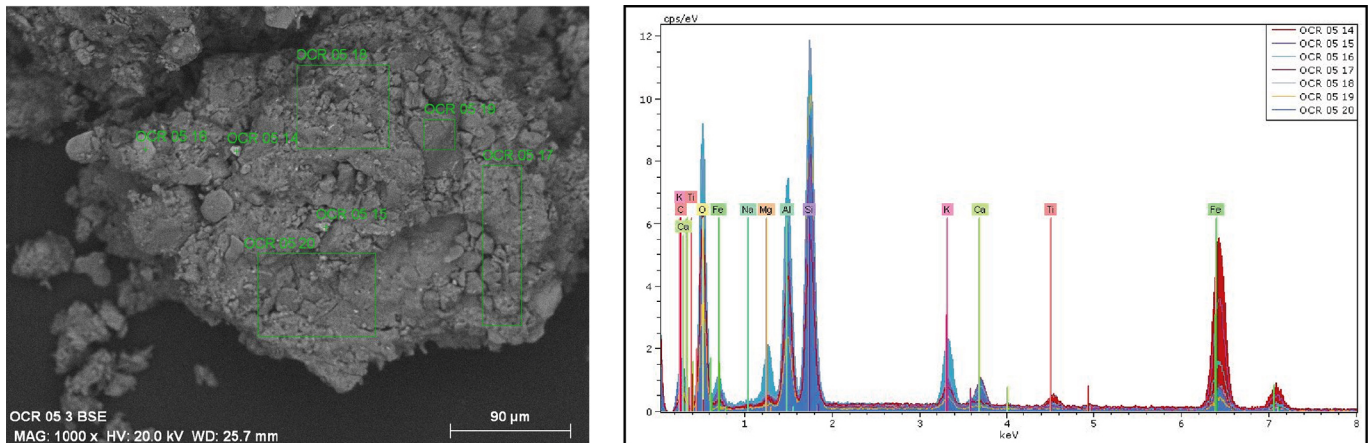 OCR 05 16
OCR 05 19
OCR 05 18
OCR 05 14
OCR 05 17
OCR 05 15
OCR 05 20
OCR 05 3 BSE
MAG: 1000 x HV: 20.0 kV WD: 25.7 mm
90 µm
cps/eV
12
10
8
6
4
2
0
OCR 05 14
OCR 05 15
OCR 05 16
OCR 05 17
OCR 05 18
OCR 05 19
OCR 05 20
K Ti
C O Fe Na Mg Al Si K Ca Ti Fe
Ca
1 2 3 4 5 6 7 8
keV